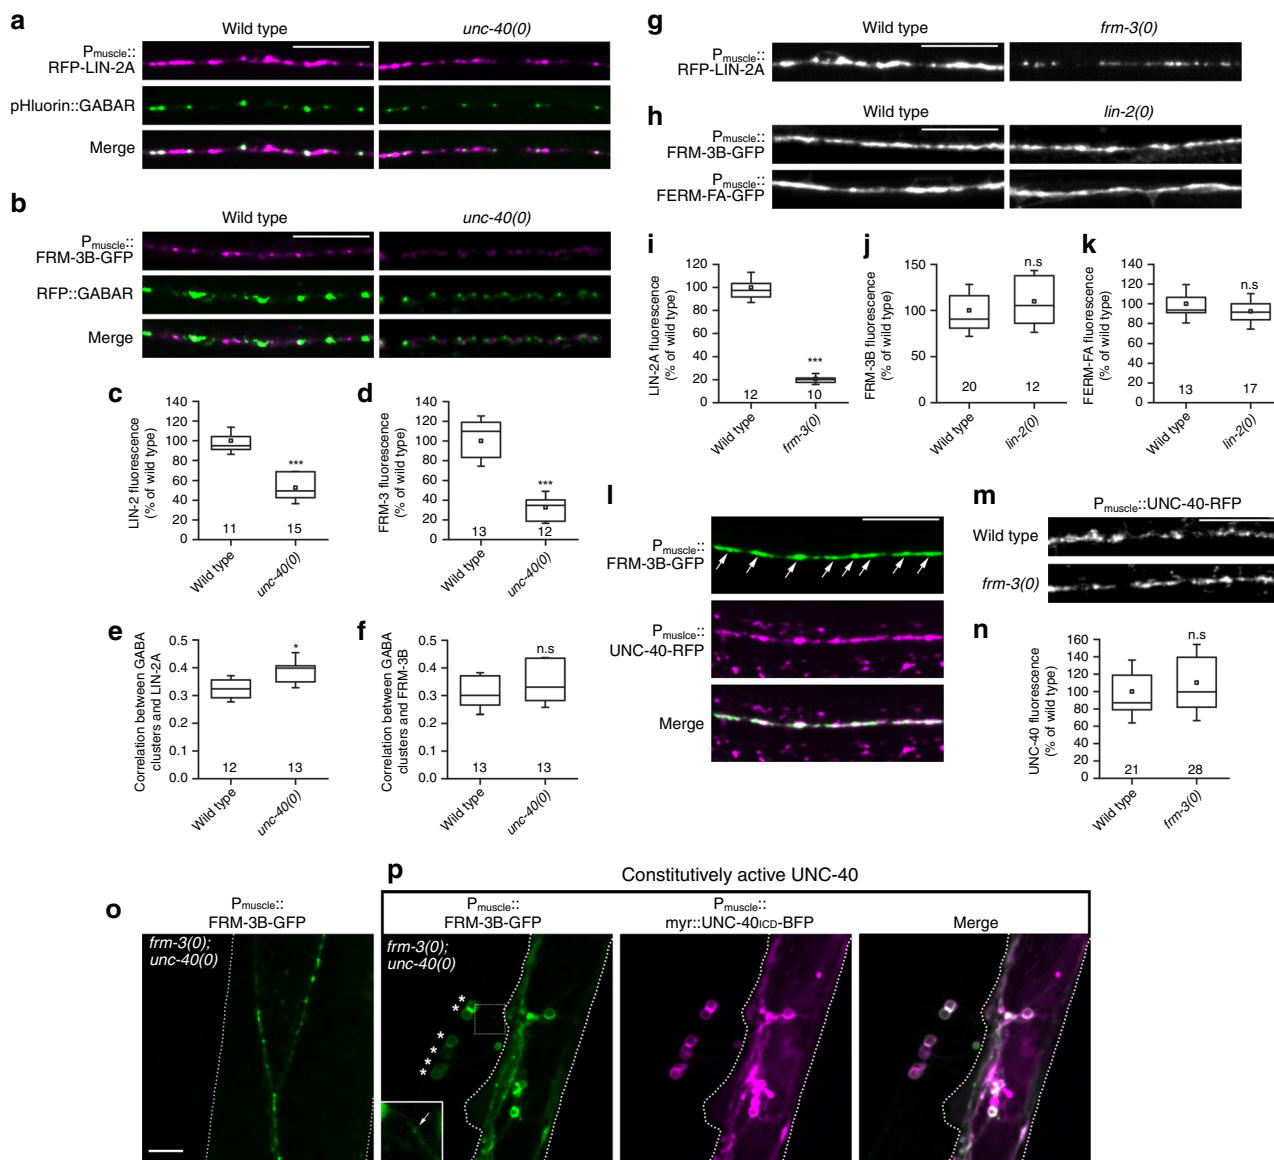 a
Wild type
unc-40(0)
Pmuscle::
RFP-LIN-2A
pHluorin::GABAR
Merge
b
Wild type
unc-40(0)
Pmuscle::
FRM-3B-GFP
RFP::GABAR
Merge
c
LIN-2 fluorescence
(% of wild type)
140
120
100
80
60
40
20
0
***
11
15
Wild type
unc-40(0)
d
FRM-3 fluorescence
(% of wild type)
140
120
100
80
60
40
20
0
***
13
12
Wild type
unc-40(0)
e
Correlation between GABA
clusters and LIN-2A
0.5
0.4
0.3
0.2
0.1
0.0
*
12
13
Wild type
unc-40(0)
f
Correlation between GABA
clusters and FRM-3B
0.5
0.4
0.3
0.2
0.1
0.0
n.s
13
13
Wild type
unc-40(0)
g
Wild type
frm-3(0)
Pmuscle::
RFP-LIN-2A
h
Wild type
lin-2(0)
Pmuscle::
FRM-3B-GFP
Pmuscle::
FERM-FA-GFP
i
LIN-2A fluorescence
(% of wild type)
120
100
80
60
40
20
0
***
12
10
Wild type
frm-3(0)
j
FRM-3B fluorescence
(% of wild type)
150
100
50
0
n.s
20
12
Wild type
lin-2(0)
k
FERM-FA fluorescence
(% of wild type)
140
120
100
80
60
40
20
0
n.s
13
17
Wild type
lin-2(0)
l
Pmuscle::
FRM-3B-GFP
Pmuslce::
UNC-40-RFP
Merge
m
Pmuscle::UNC-40-RFP
Wild type
frm-3(0)
n
UNC-40 fluorescence
(% of wild type)
160
140
120
100
80
60
40
20
0
n.s
21
28
Wild type
frm-3(0)
o
Pmuscle::
FRM-3B-GFP
frm-3(0);
unc-40(0)
p
Constitutively active UNC-40
Pmuscle::
FRM-3B-GFP
Pmuscle::
myr::UNC-40ICD-BFP
Merge
frm-3(0);
unc-40(0)
*
*
*
*
*
*